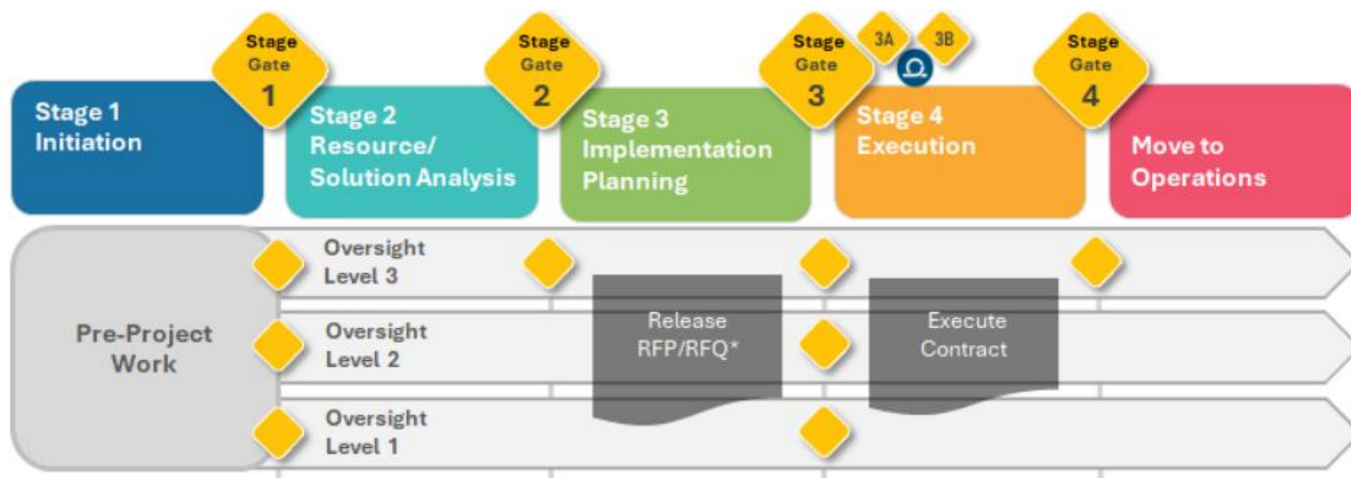 Stage
Gate
1
Stage
Gate
2
Stage
Gate
3
3A
3B
Stage
Gate
4
Stage 1
Initiation
Stage 2
Resource/
Solution Analysis
Stage 3
Implementation
Planning
Stage 4
Execution
Move to
Operations
Pre-Project
Work
Oversight
Level 3
Oversight
Level 2
Oversight
Level 1
Release
RFP/RFQ*
Execute
Contract